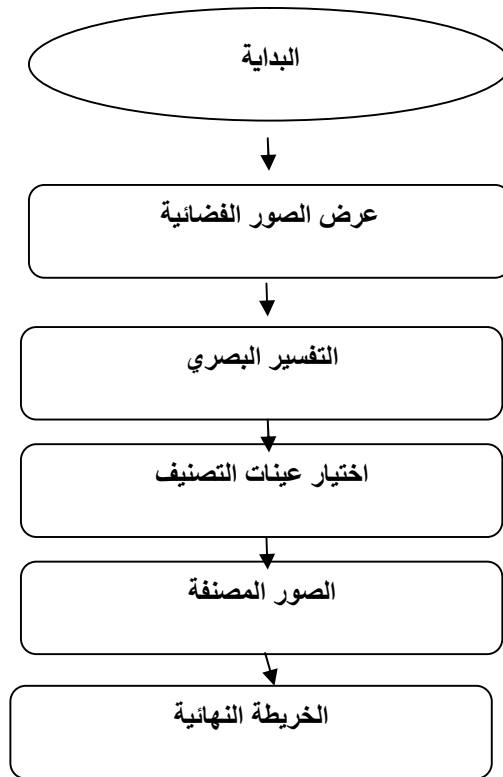 البداية
عرض الصور الفضائية
التفسير البصري
اختيار عينات التصنيف
الصور المصنفة
الخريطة النهائية